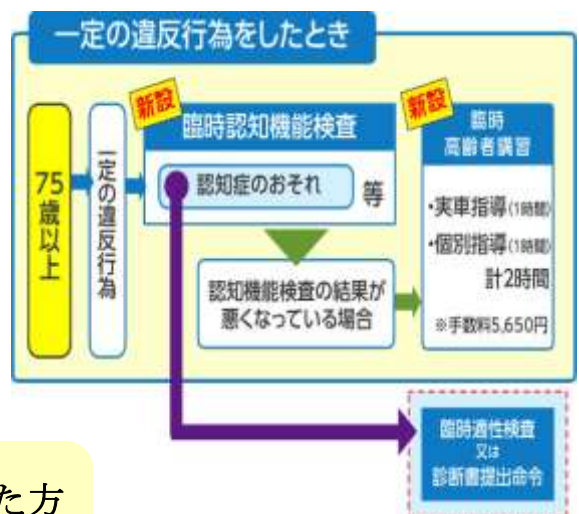 一定の違反行為をしたとき
75歳以上
一定の違反行為
新設
臨時認知機能検査
認知症のおそれ
等
認知機能検査の結果が
悪くなっている場合
新設
臨時
高齢者講習
・実車指導(1時間)
・個別指導(1時間)
計2時間
※手数料5,650円
臨時適性検査
又は
診断書提出命令
た方